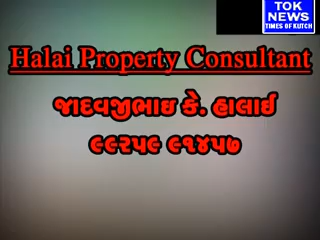 TOK
NEWS
TIMES OF KUTCH
Halai Property Consultant
જાદવજીભાઇ કે. હાલાઈ
૯૯૨૫૯ ૯૧૪૫૭